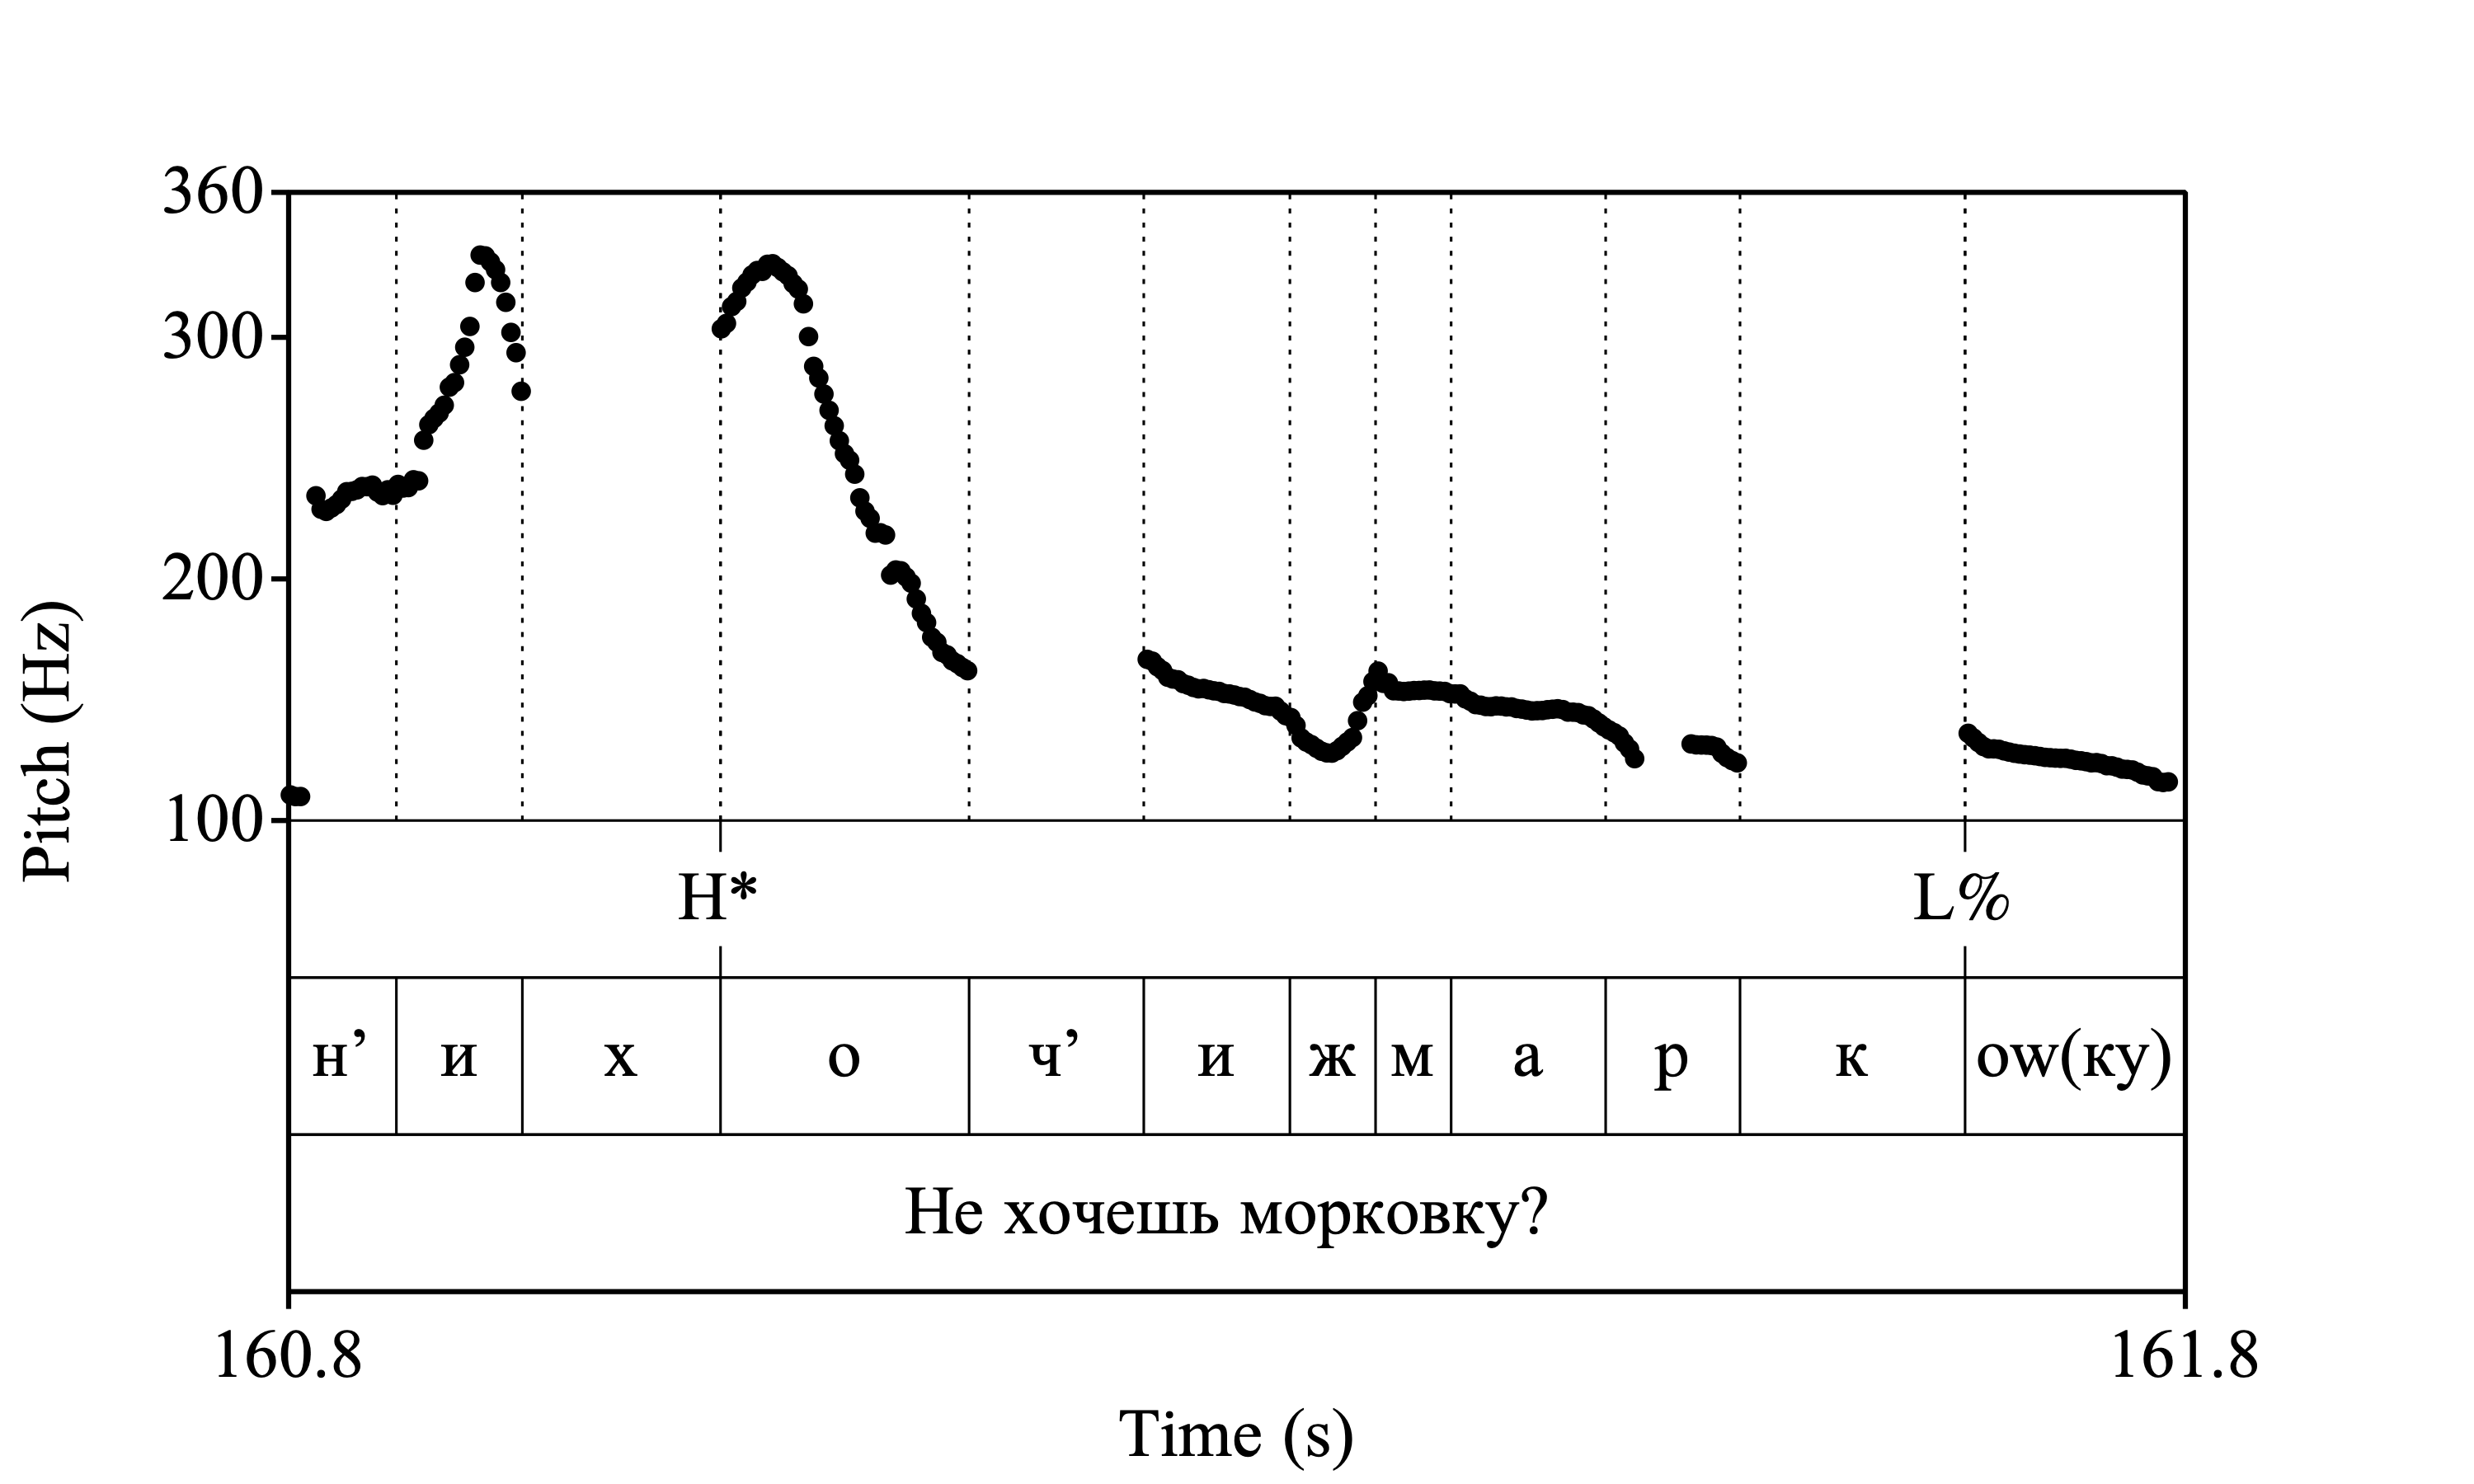 360
300
200
100
Pitch (Hz)
H* L%
н’ и х о ч’ и ж м а р к ow(ку)
Не хочешь морковку?
160.8 161.8
Time (s)